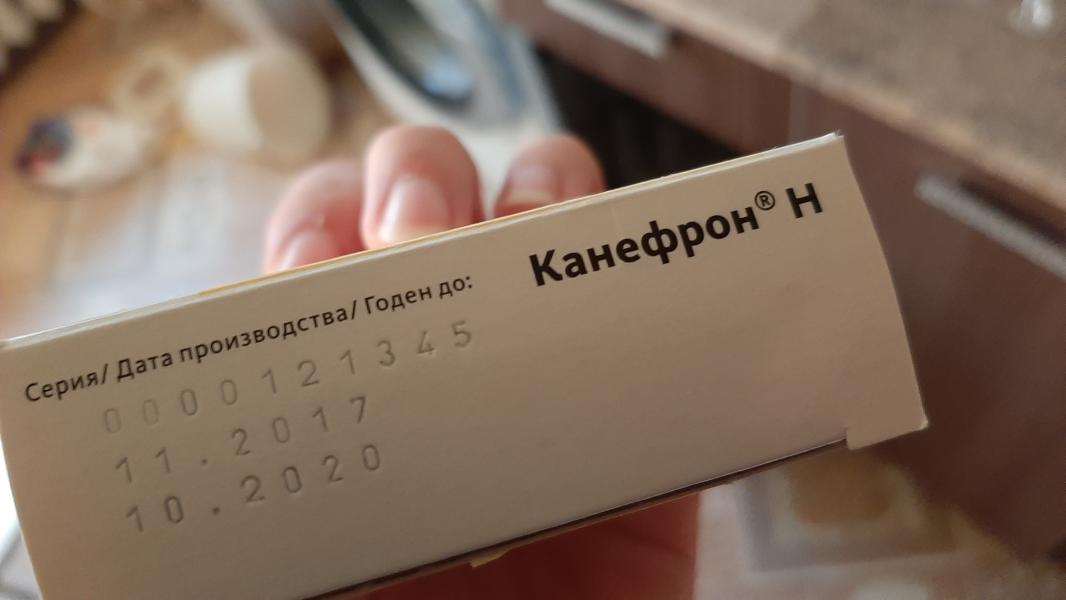 Канефрон® Н
Серия/ Дата производства/ Годен до:
0000121345
11.2017
10.2020